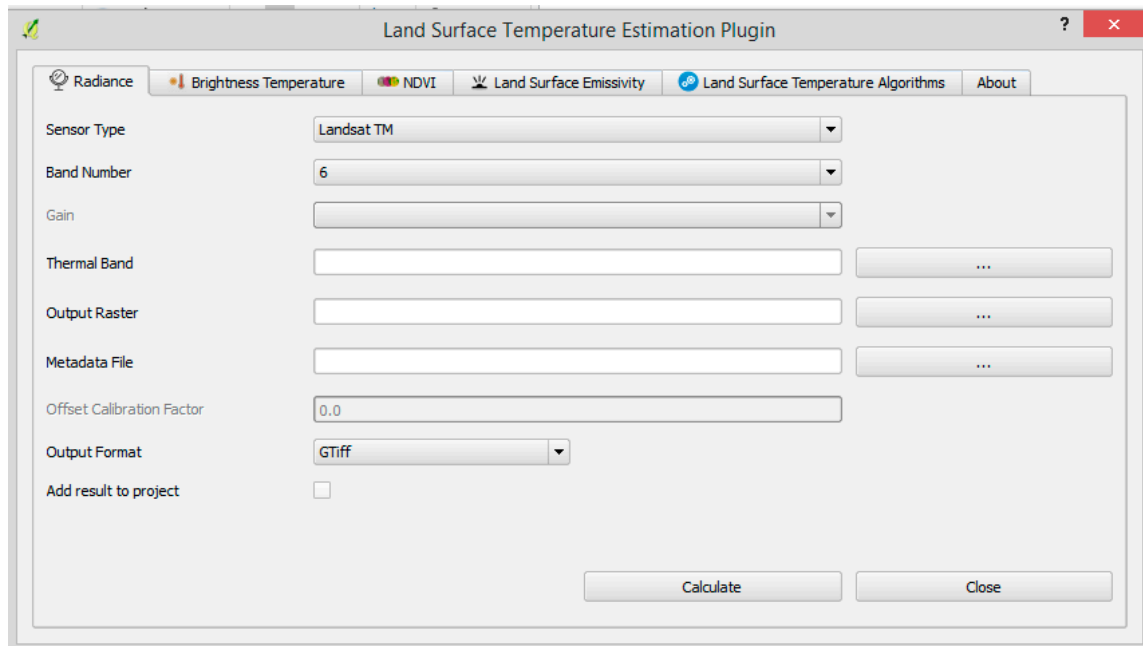 Land Surface Temperature Estimation Plugin ? ×
Radiance Brightness Temperature NDVI Land Surface Emissivity Land Surface Temperature Algorithms About
Sensor Type Landsat TM
Band Number 6
Gain
Thermal Band ...
Output Raster ...
Metadata File ...
Offset Calibration Factor 0.0
Output Format GTiff
Add result to project
Calculate Close